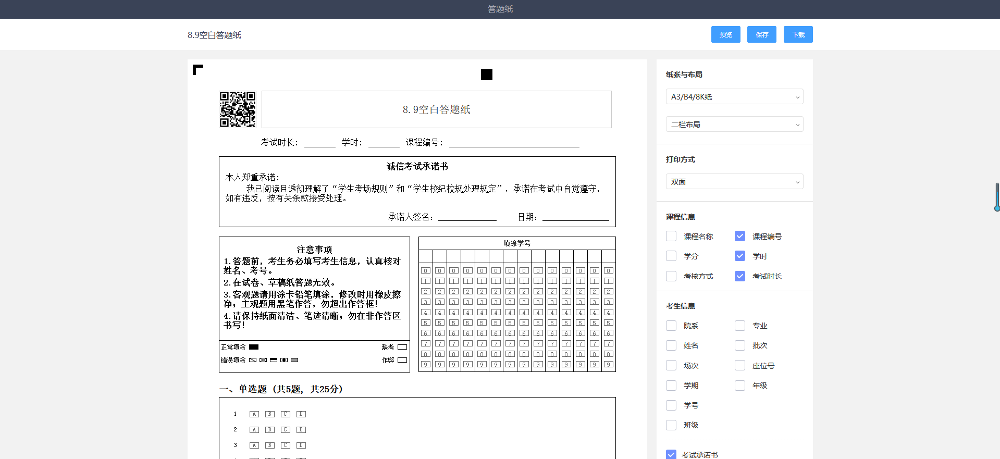 答题纸
8.9空白答题纸
预览 保存 下载
8.9空白答题纸
考试时长: 学时: 课程编号:
诚信考试承诺书
本人郑重承诺:
我已阅读且透彻理解了“学生考场规则”和“学生校纪校规处理规定”，承诺在考试中自觉遵守，
如有违反，按有关条款接受处理。
承诺人签名: 日期:
注意事项
1.答题前，考生务必填写考生信息，认真核对
姓名、考号。
2.在试卷、草稿纸答题无效。
3.客观题请用涂卡铅笔填涂，修改时用橡皮擦
净；主观题用黑笔作答，勿超出作答框！
4.请保持纸面清洁、笔迹清晰；勿在非作答区
书写！
正常填涂 缺考
错误填涂 作弊
填涂学号
0 0 0 0 0 0 0 0 0 0 0 0 0 0
1 1 1 1 1 1 1 1 1 1 1 1 1 1
2 2 2 2 2 2 2 2 2 2 2 2 2 2
3 3 3 3 3 3 3 3 3 3 3 3 3 3
4 4 4 4 4 4 4 4 4 4 4 4 4 4
5 5 5 5 5 5 5 5 5 5 5 5 5 5
6 6 6 6 6 6 6 6 6 6 6 6 6 6
7 7 7 7 7 7 7 7 7 7 7 7 7 7
8 8 8 8 8 8 8 8 8 8 8 8 8 8
9 9 9 9 9 9 9 9 9 9 9 9 9 9
一、单选题 (共5题, 共25分)
1 A B C D
2 A B C D
3 A B C D
纸张与布局
A3/B4/8K纸
二栏布局
打印方式
双面
课程信息
课程名称 课程编号
学分 学时
考核方式 考试时长
考生信息
院系 专业
姓名 批次
场次 座位号
学期 年级
学号
班级
考试承诺书